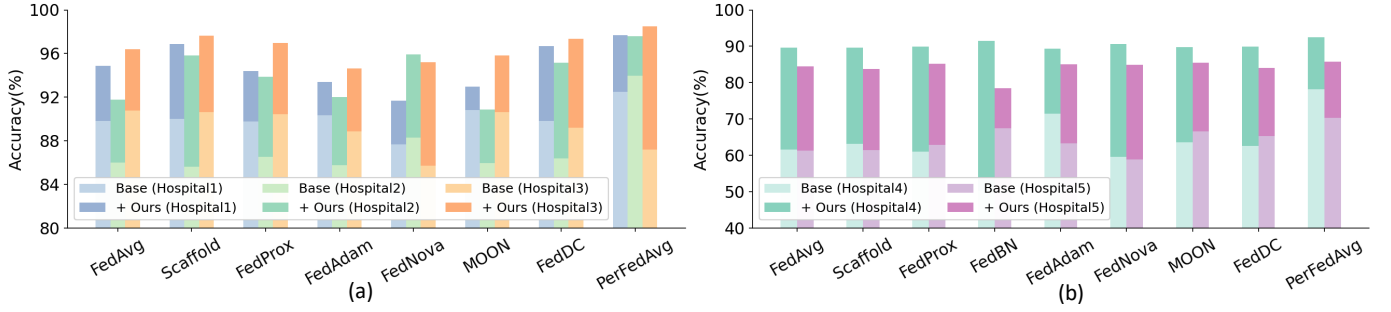 100
96
92
88
84
80
Accuracy(%)
Base (Hospital1)
+ Ours (Hospital1)
Base (Hospital2)
+ Ours (Hospital2)
Base (Hospital3)
+ Ours (Hospital3)
FedAvg
Scaffold
FedProx
FedAdam
FedNova
MOON
FedDC
PerFedAvg
(a)
100
90
80
70
60
50
40
Accuracy(%)
Base (Hospital4)
+ Ours (Hospital4)
Base (Hospital5)
+ Ours (Hospital5)
FedAvg
Scaffold
FedProx
FedBN
FedAdam
FedNova
MOON
FedDC
PerFedAvg
(b)